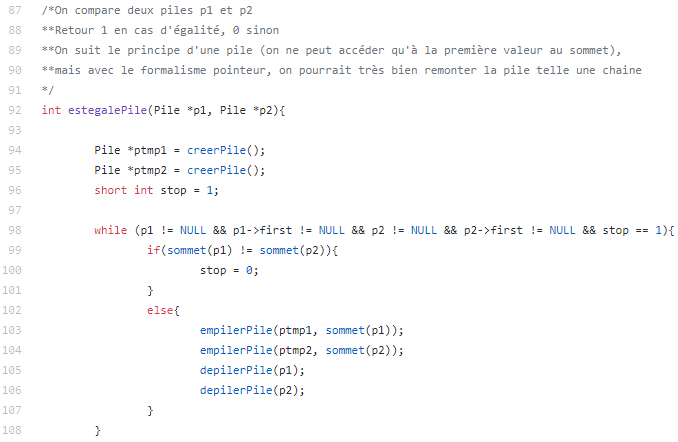 87 /*On compare deux piles p1 et p2
88 **Retour 1 en cas d'égalité, 0 sinon
89 **On suit le principe d'une pile (on ne peut accéder qu'à la première valeur au sommet),
90 **mais avec le formalisme pointeur, on pourrait très bien remonter la pile telle une chaine
91 */
92 int estegalePile(Pile *p1, Pile *p2){
93
94 Pile *ptmp1 = creerPile();
95 Pile *ptmp2 = creerPile();
96 short int stop = 1;
97
98 while (p1 != NULL && p1->first != NULL && p2 != NULL && p2->first != NULL && stop == 1){
99 if(sommet(p1) != sommet(p2)){
100 stop = 0;
101 }
102 else{
103 empilerPile(ptmp1, sommet(p1));
104 empilerPile(ptmp2, sommet(p2));
105 depilerPile(p1);
106 depilerPile(p2);
107 }
108 }